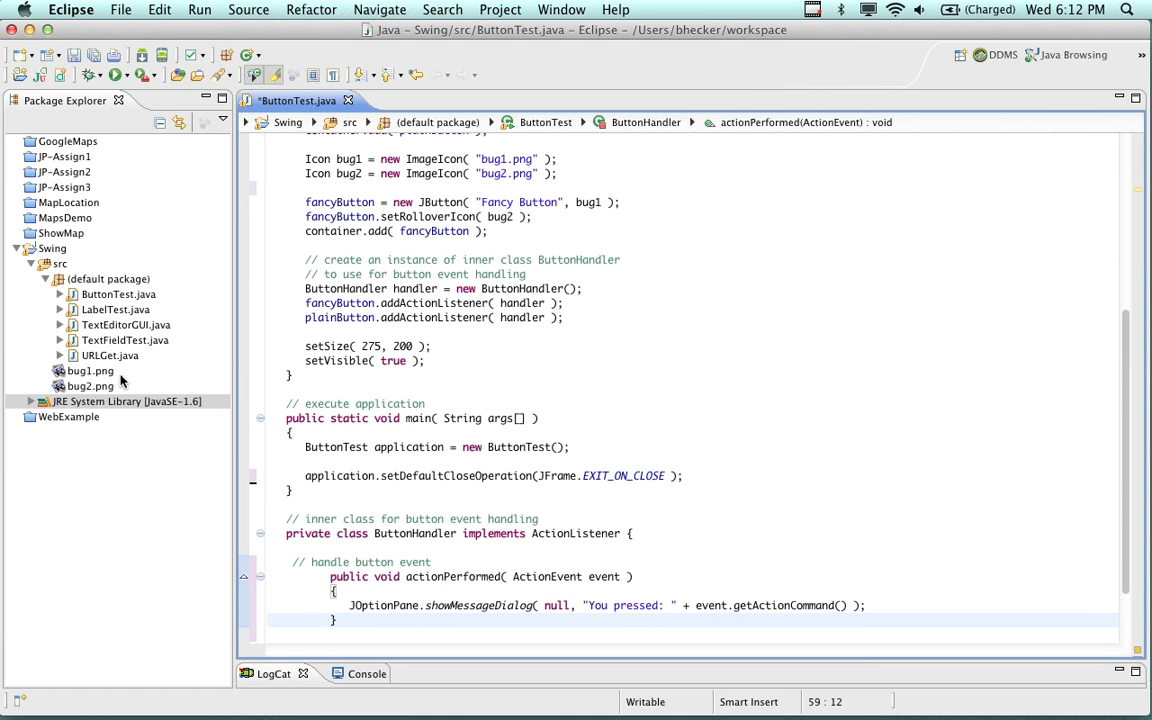 Eclipse File Edit Run Source Refactor Navigate Search Project Window Help (Charged) Wed 6:12 PM
Java – Swing/src/ButtonTest.java – Eclipse – /Users/bhecker/workspace
DDMS Java Browsing »
Package Explorer
GoogleMaps
JP-Assign1
JP-Assign2
JP-Assign3
MapLocation
MapsDemo
ShowMap
Swing
src
(default package)
ButtonTest.java
LabelTest.java
TextEditorGUI.java
TextFieldTest.java
URLGet.java
bug1.png
bug2.png
JRE System Library [JavaSE-1.6]
WebExample
*ButtonTest.java
Swing src (default package) ButtonTest ButtonHandler actionPerformed(ActionEvent) : void
Icon bug1 = new ImageIcon( "bug1.png" );
Icon bug2 = new ImageIcon( "bug2.png" );
fancyButton = new JButton( "Fancy Button", bug1 );
fancyButton.setRolloverIcon( bug2 );
container.add( fancyButton );
// create an instance of inner class ButtonHandler
// to use for button event handling
ButtonHandler handler = new ButtonHandler();
fancyButton.addActionListener( handler );
plainButton.addActionListener( handler );
setSize( 275, 200 );
setVisible( true );
}
// execute application
public static void main( String args[] )
{
ButtonTest application = new ButtonTest();
application.setDefaultCloseOperation(JFrame.EXIT_ON_CLOSE );
}
// inner class for button event handling
private class ButtonHandler implements ActionListener {
// handle button event
public void actionPerformed( ActionEvent event )
{
JOptionPane.showMessageDialog( null, "You pressed: " + event.getActionCommand() );
}
LogCat Console
Writable Smart Insert 59 : 12